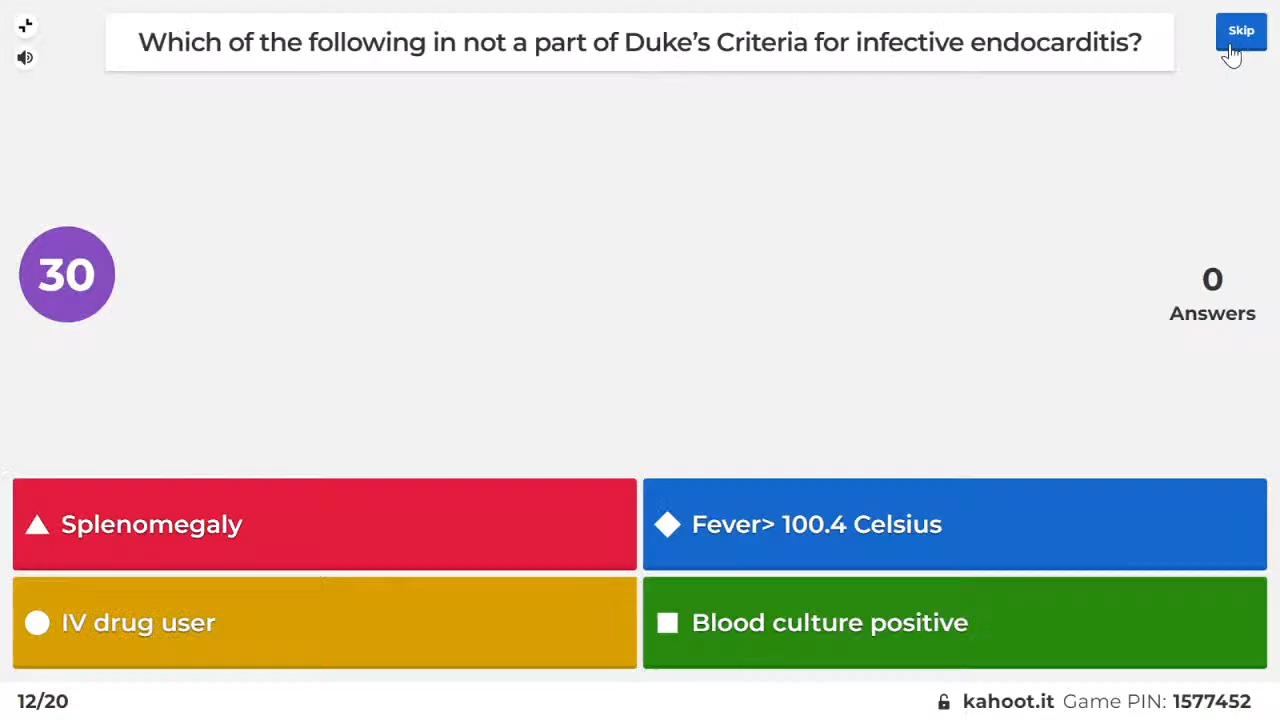 Which of the following in not a part of Duke’s Criteria for infective endocarditis?
Skip
30
0
Answers
Splenomegaly
Fever> 100.4 Celsius
IV drug user
Blood culture positive
12/20
kahoot.it Game PIN: 1577452